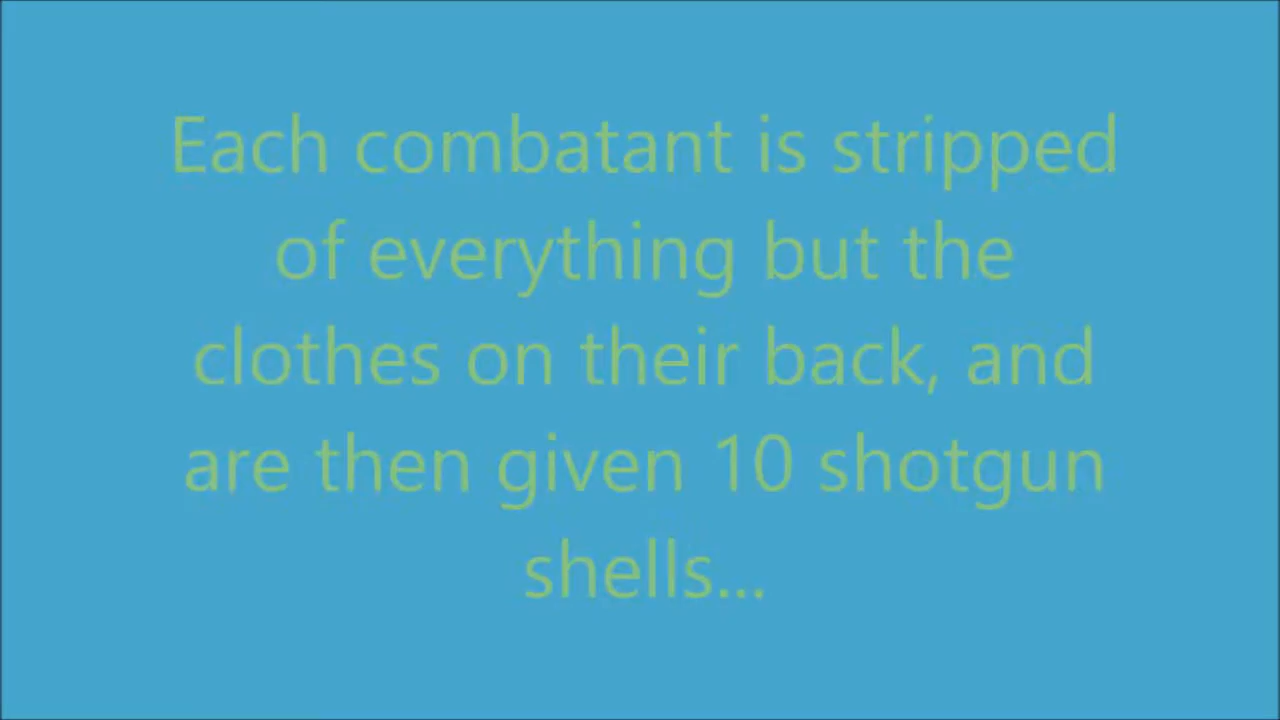 Each combatant is stripped
of everything but the
clothes on their back, and
are then given 10 shotgun
shells...